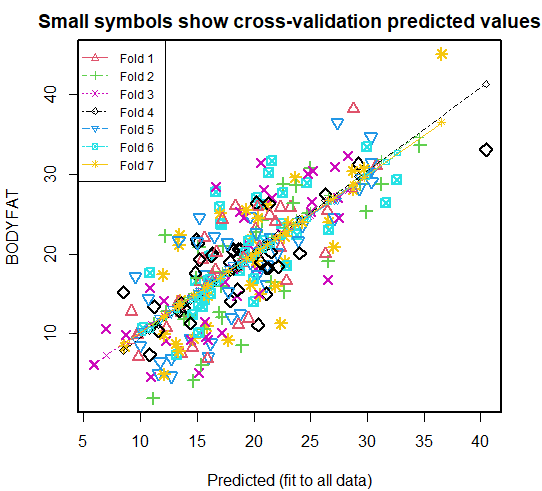 Small symbols show cross-validation predicted values
Fold 1
Fold 2
Fold 3
Fold 4
Fold 5
Fold 6
Fold 7
40
30
20
10
BODYFAT
5 10 15 20 25 30 35 40
Predicted (fit to all data)